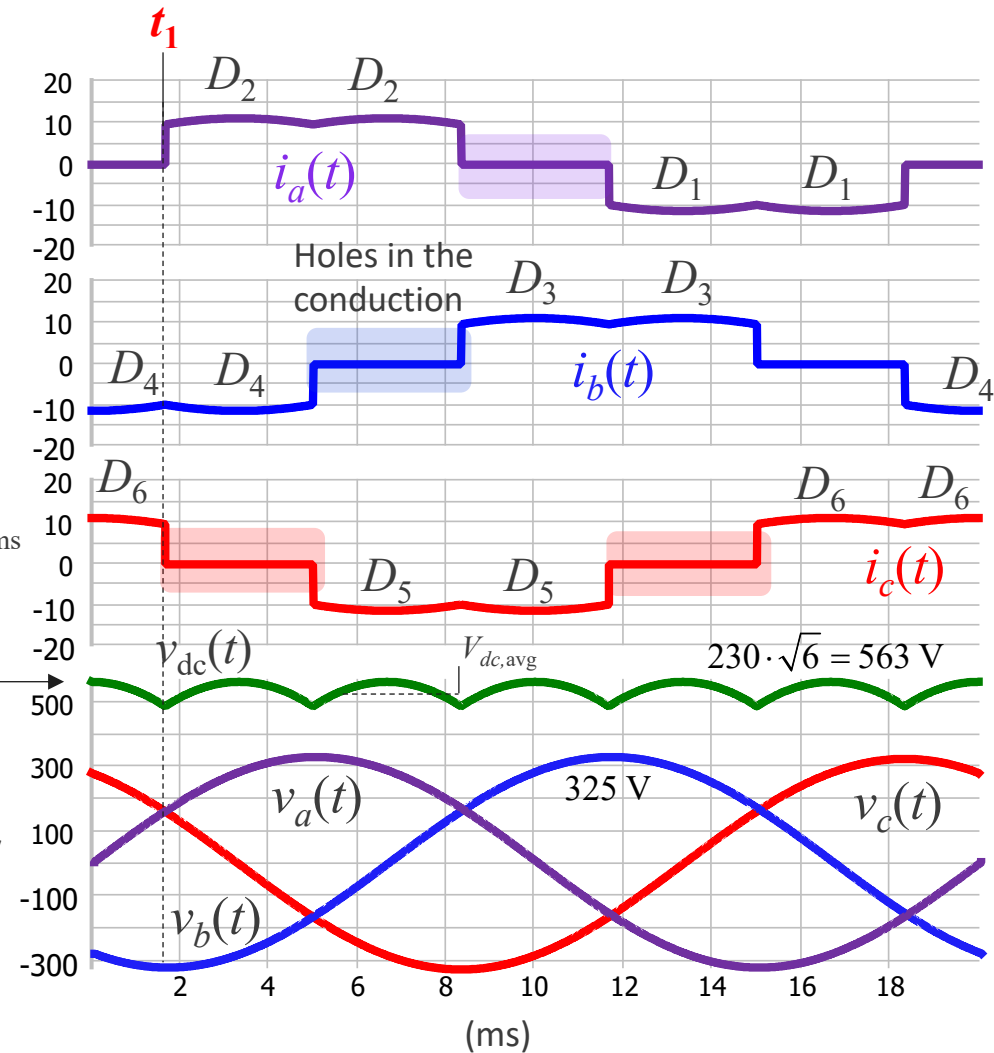 t1
20
10
0
-10
-20
D2 D2
ia(t)
D1 D1
Holes in the
conduction
20
10
0
-10
-20
D4 D4
D3 D3
ib(t)
D4
20
10
0
-10
-20
D6
D5 D5
D6 D6
ic(t)
ms
vdc(t)
Vdc,avg
230·√6 = 563 V
500
300
100
-100
-300
va(t)
325 V
vc(t)
vb(t)
2 4 6 8 10 12 14 16 18
(ms)